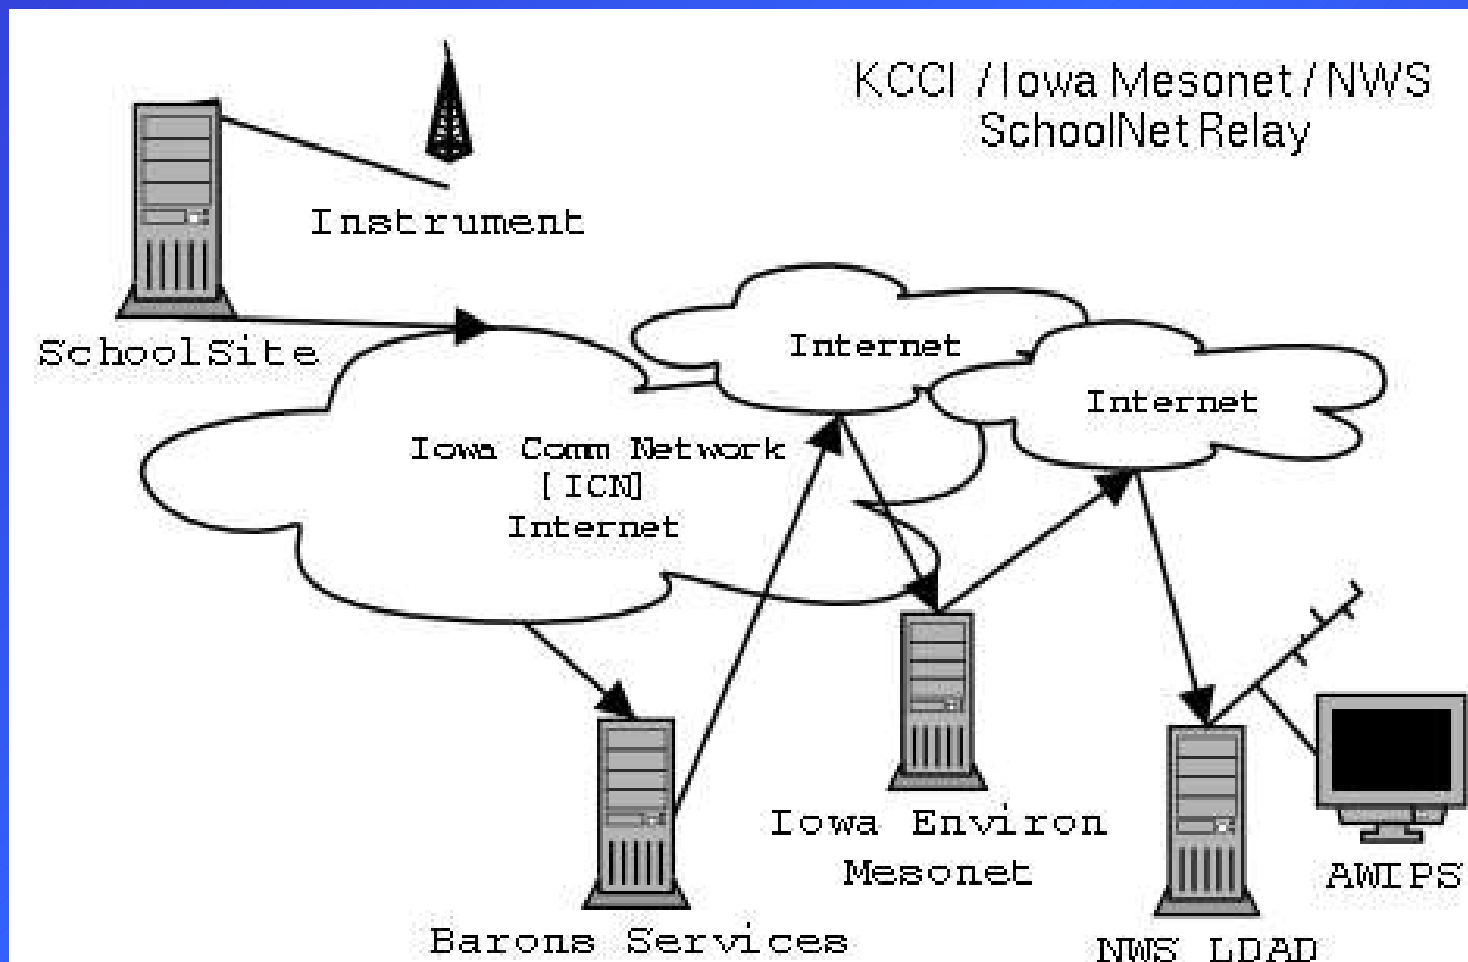 KCCI / Iowa Mesonet / NWS
SchoolNet Relay
Instrument
SchoolSite
Internet
Internet
Iowa Comm Network
[ICN]
Internet
Iowa Environ
Mesonet
AWIPS
Barons Services
NWS LDAD